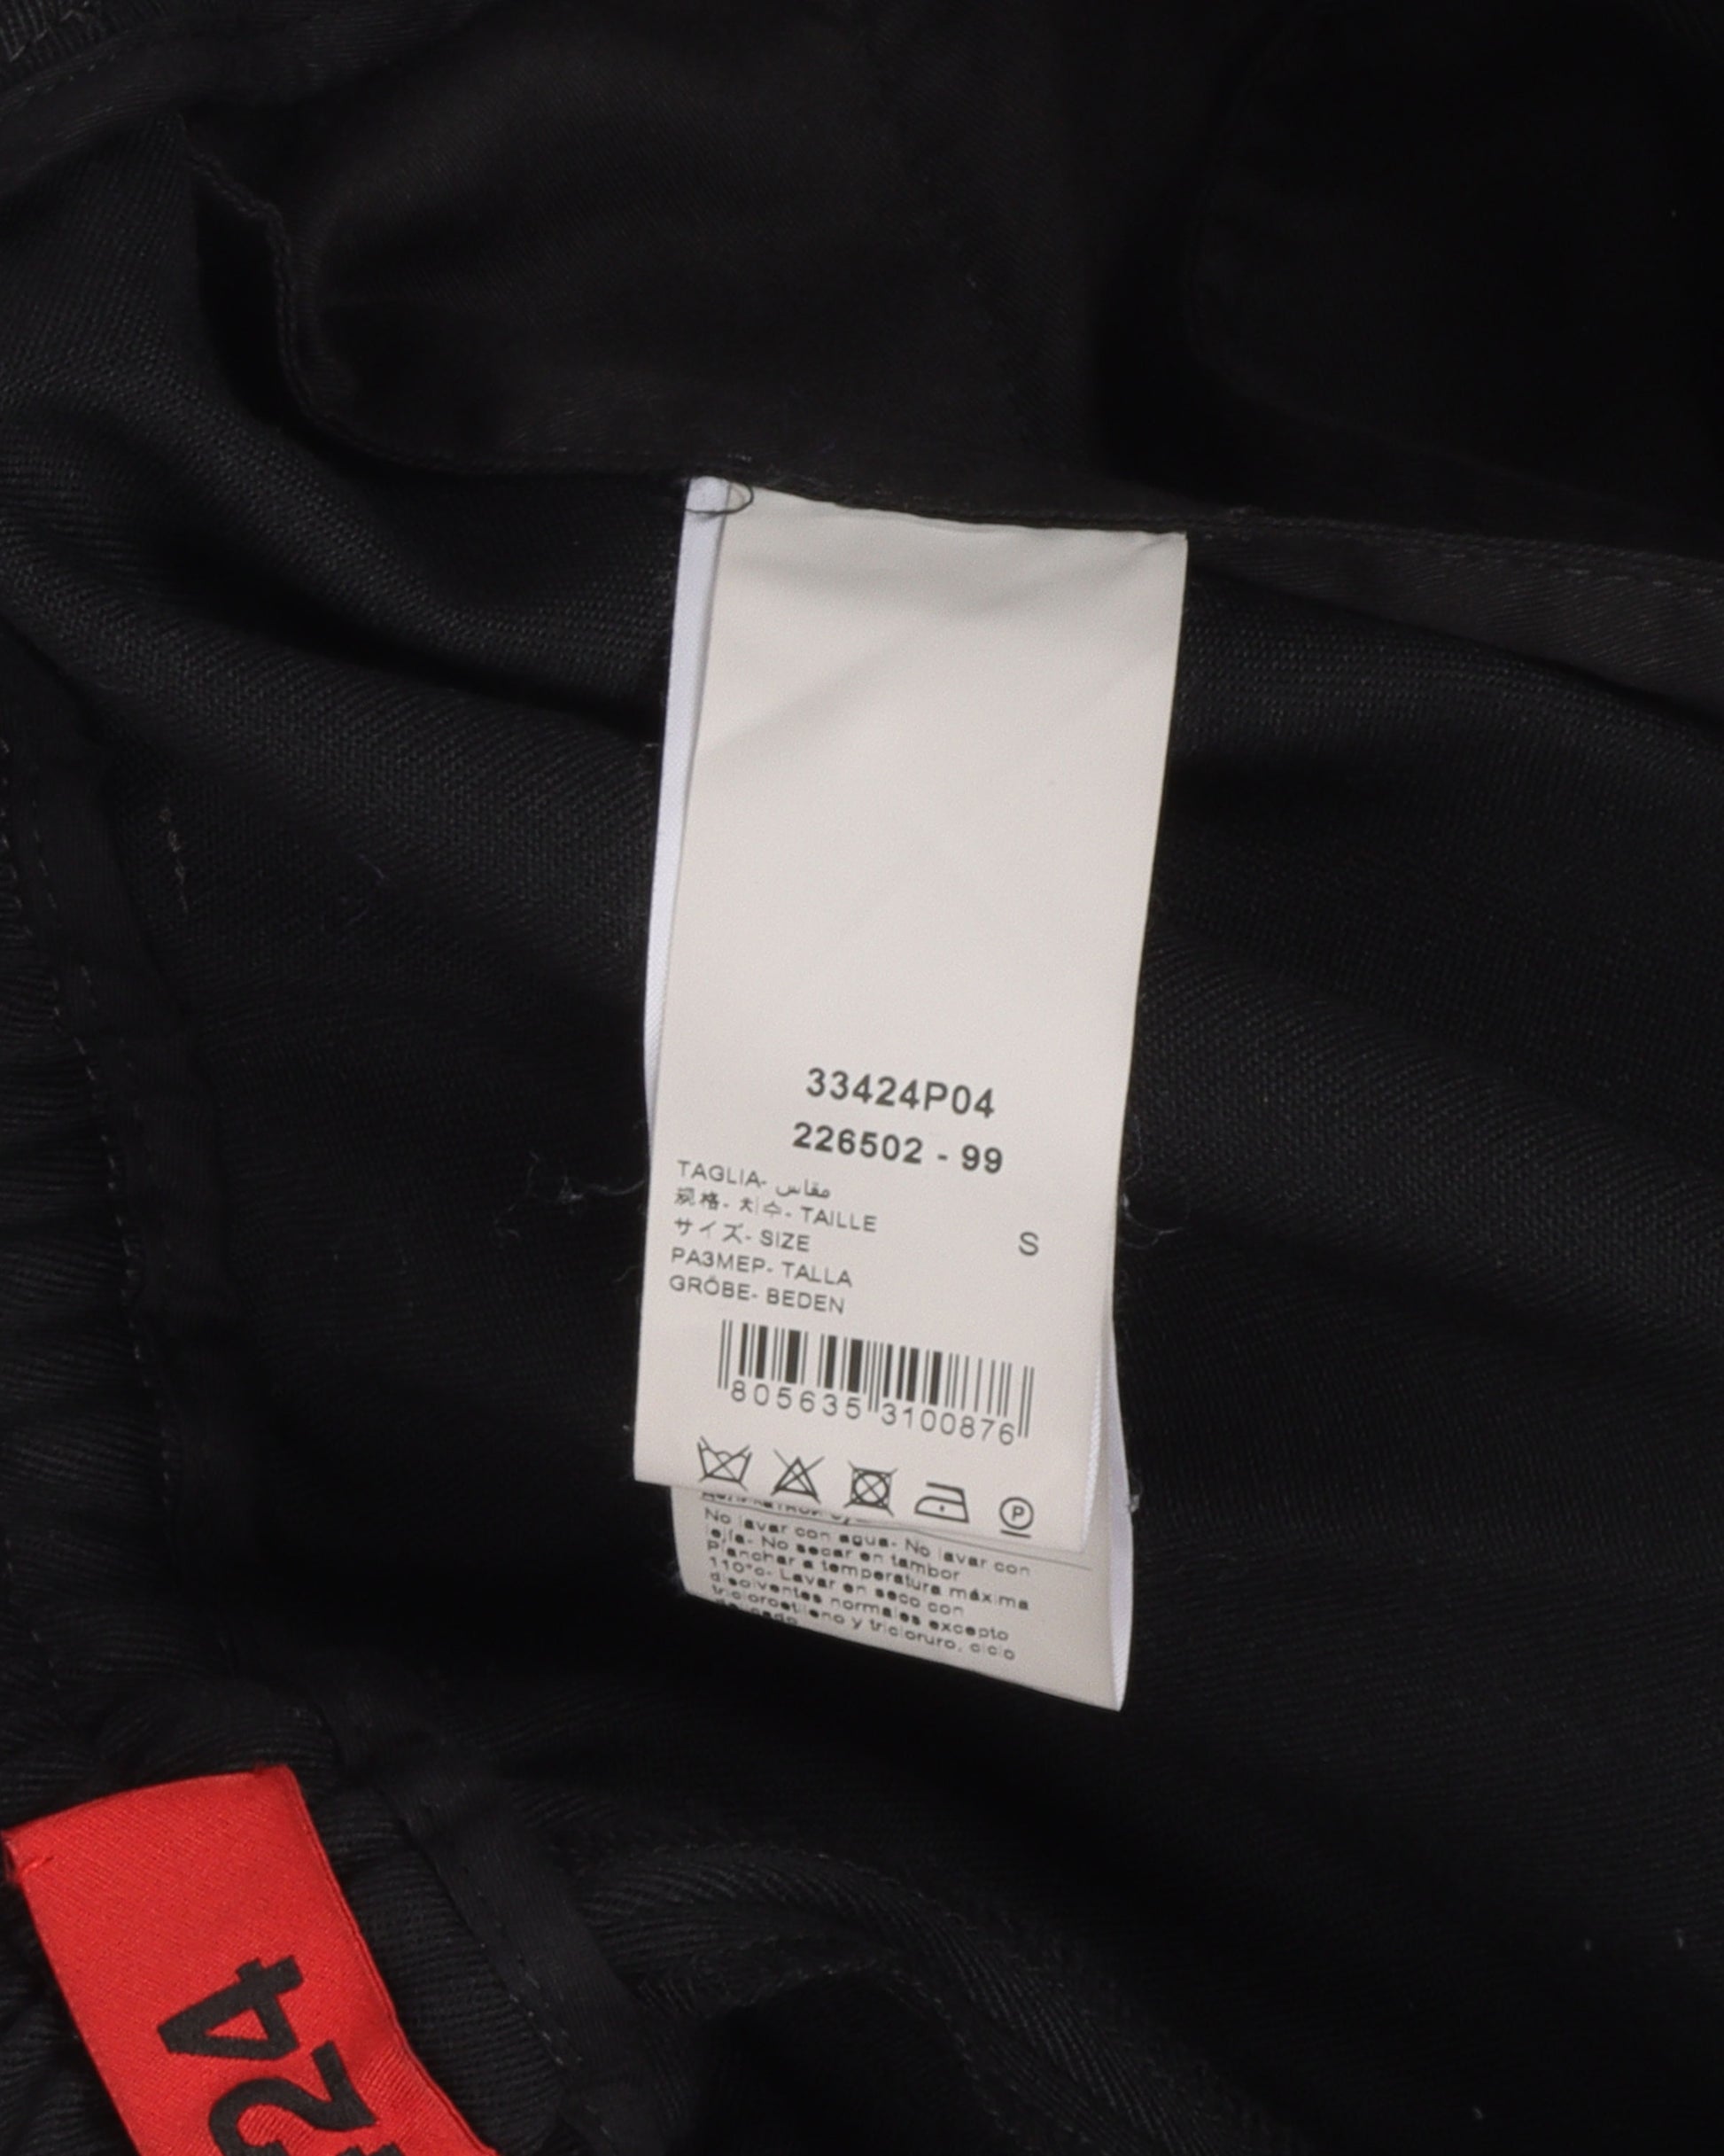 33424P04
226502 - 99
TAGLIA- مقاس
规格- 치수- TAILLE
サイズ- SIZE
S
РАЗМЕР- TALLA
GRÖBE- BEDEN
805635 3100876
P
No lavar con agua- No lavar con
lejía- No secar en tambor
Planchar a temperatura máxima
110°c- Lavar en seco con
disolventes normales excepto
tricloroetileno y tricloruro, ciclo
delicado
24